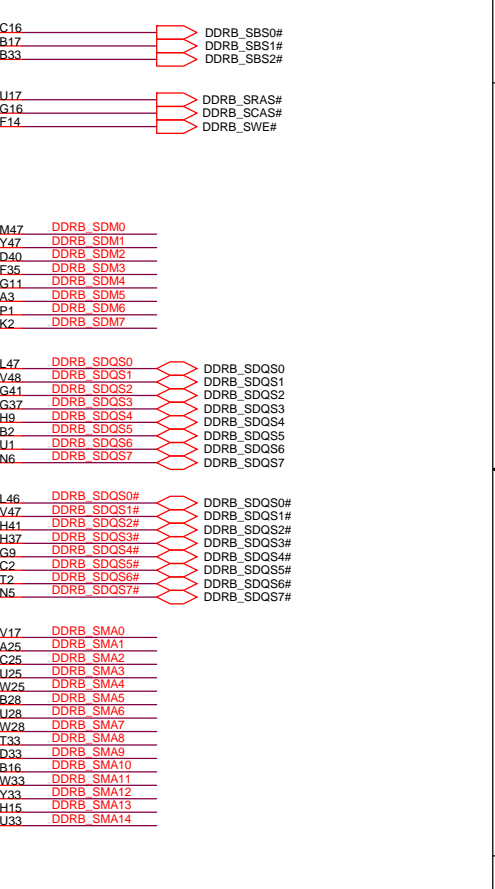 C16 DDRB_SBS0#
B17 DDRB_SBS1#
B33 DDRB_SBS2#
U17 DDRB_SRAS#
G16 DDRB_SCAS#
F14 DDRB_SWE#
M47 DDRB_SDM0
Y47 DDRB_SDM1
D40 DDRB_SDM2
F35 DDRB_SDM3
G11 DDRB_SDM4
A3 DDRB_SDM5
P1 DDRB_SDM6
K2 DDRB_SDM7
L47 DDRB_SDQS0 DDRB_SDQS0
V48 DDRB_SDQS1 DDRB_SDQS1
G41 DDRB_SDQS2 DDRB_SDQS2
G37 DDRB_SDQS3 DDRB_SDQS3
H9 DDRB_SDQS4 DDRB_SDQS4
B2 DDRB_SDQS5 DDRB_SDQS5
U1 DDRB_SDQS6 DDRB_SDQS6
N6 DDRB_SDQS7 DDRB_SDQS7
L46 DDRB_SDQS0# DDRB_SDQS0#
V47 DDRB_SDQS1# DDRB_SDQS1#
H41 DDRB_SDQS2# DDRB_SDQS2#
H37 DDRB_SDQS3# DDRB_SDQS3#
G9 DDRB_SDQS4# DDRB_SDQS4#
C2 DDRB_SDQS5# DDRB_SDQS5#
T2 DDRB_SDQS6# DDRB_SDQS6#
N5 DDRB_SDQS7# DDRB_SDQS7#
V17 DDRB_SMA0
A25 DDRB_SMA1
C25 DDRB_SMA2
U25 DDRB_SMA3
W25 DDRB_SMA4
B28 DDRB_SMA5
U28 DDRB_SMA6
W28 DDRB_SMA7
T33 DDRB_SMA8
D33 DDRB_SMA9
B16 DDRB_SMA10
W33 DDRB_SMA11
Y33 DDRB_SMA12
H15 DDRB_SMA13
U33 DDRB_SMA14